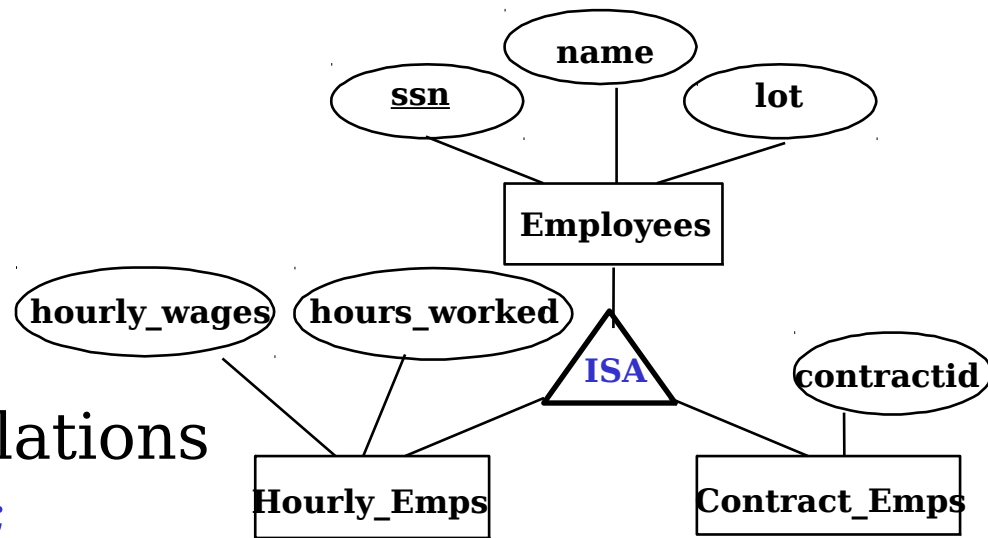 name
ssn
lot
Employees
hourly_wages
hours_worked
ISA
contractid
lations
Hourly_Emps
Contract_Emps